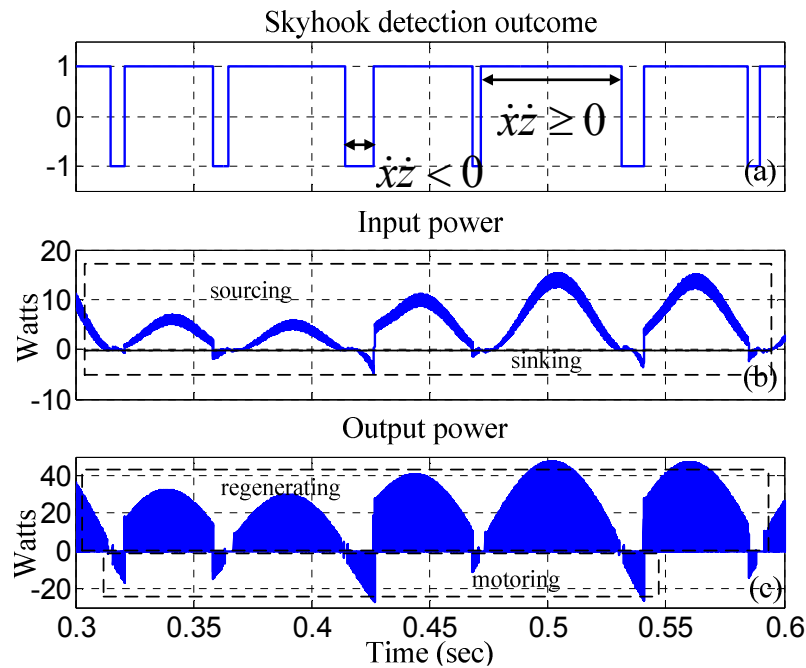 Skyhook detection outcome
1
0
-1
ẋż ≥ 0
ẋż < 0
(a)
Input power
Watts
20
10
0
-10
sourcing
sinking
(b)
Output power
Watts
40
20
0
-20
regenerating
motoring
(c)
0.3 0.35 0.4 0.45 0.5 0.55 0.6
Time (sec)